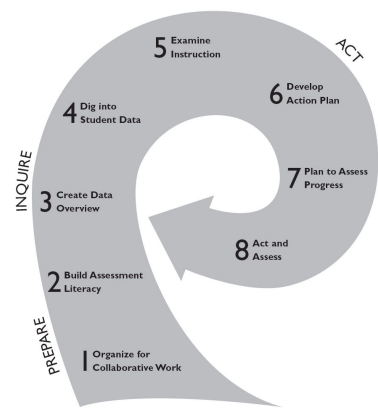 PREPARE
1 Organize for
Collaborative Work
2 Build Assessment
Literacy
INQUIRE
3 Create Data
Overview
4 Dig into
Student Data
5 Examine
Instruction
ACT
6 Develop
Action Plan
7 Plan to Assess
Progress
8 Act and
Assess